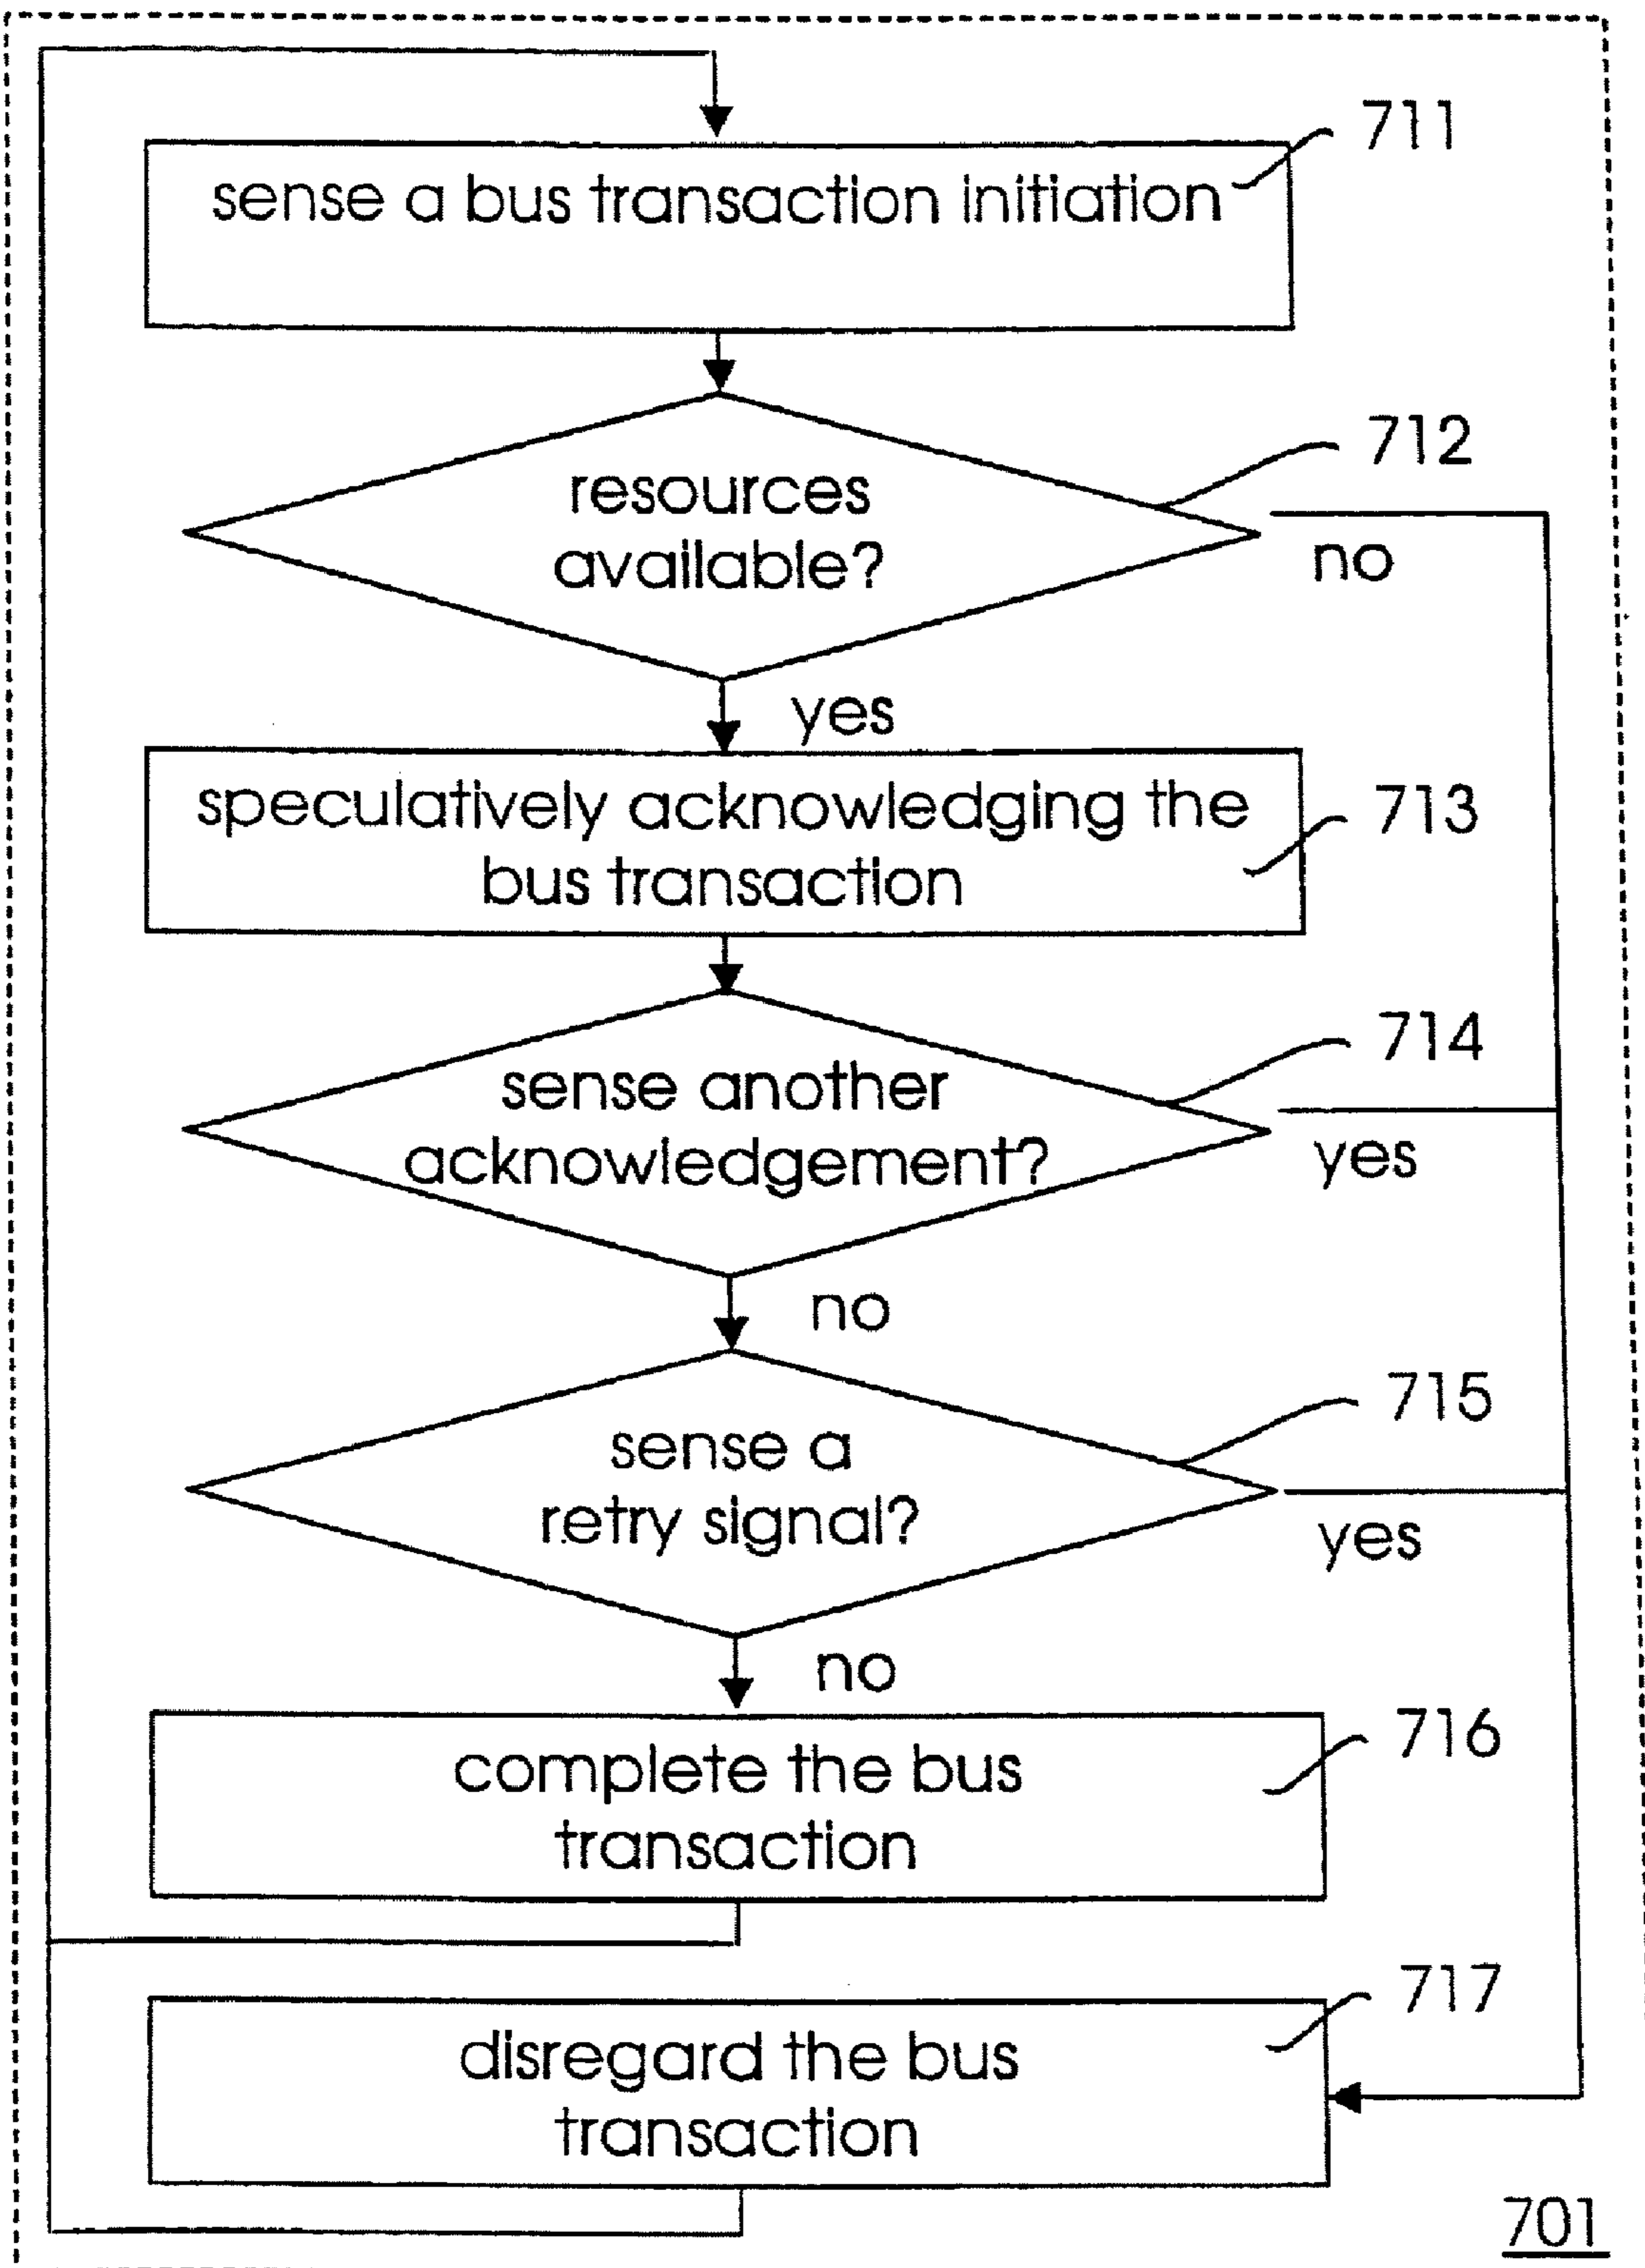 711
sense a bus transaction initiation
712
resources
available?
no
yes
speculatively acknowledging the
bus transaction
713
714
sense another
acknowledgement?
yes
no
715
sense a
retry signal?
yes
no
716
complete the bus
transaction
717
disregard the bus
transaction
701